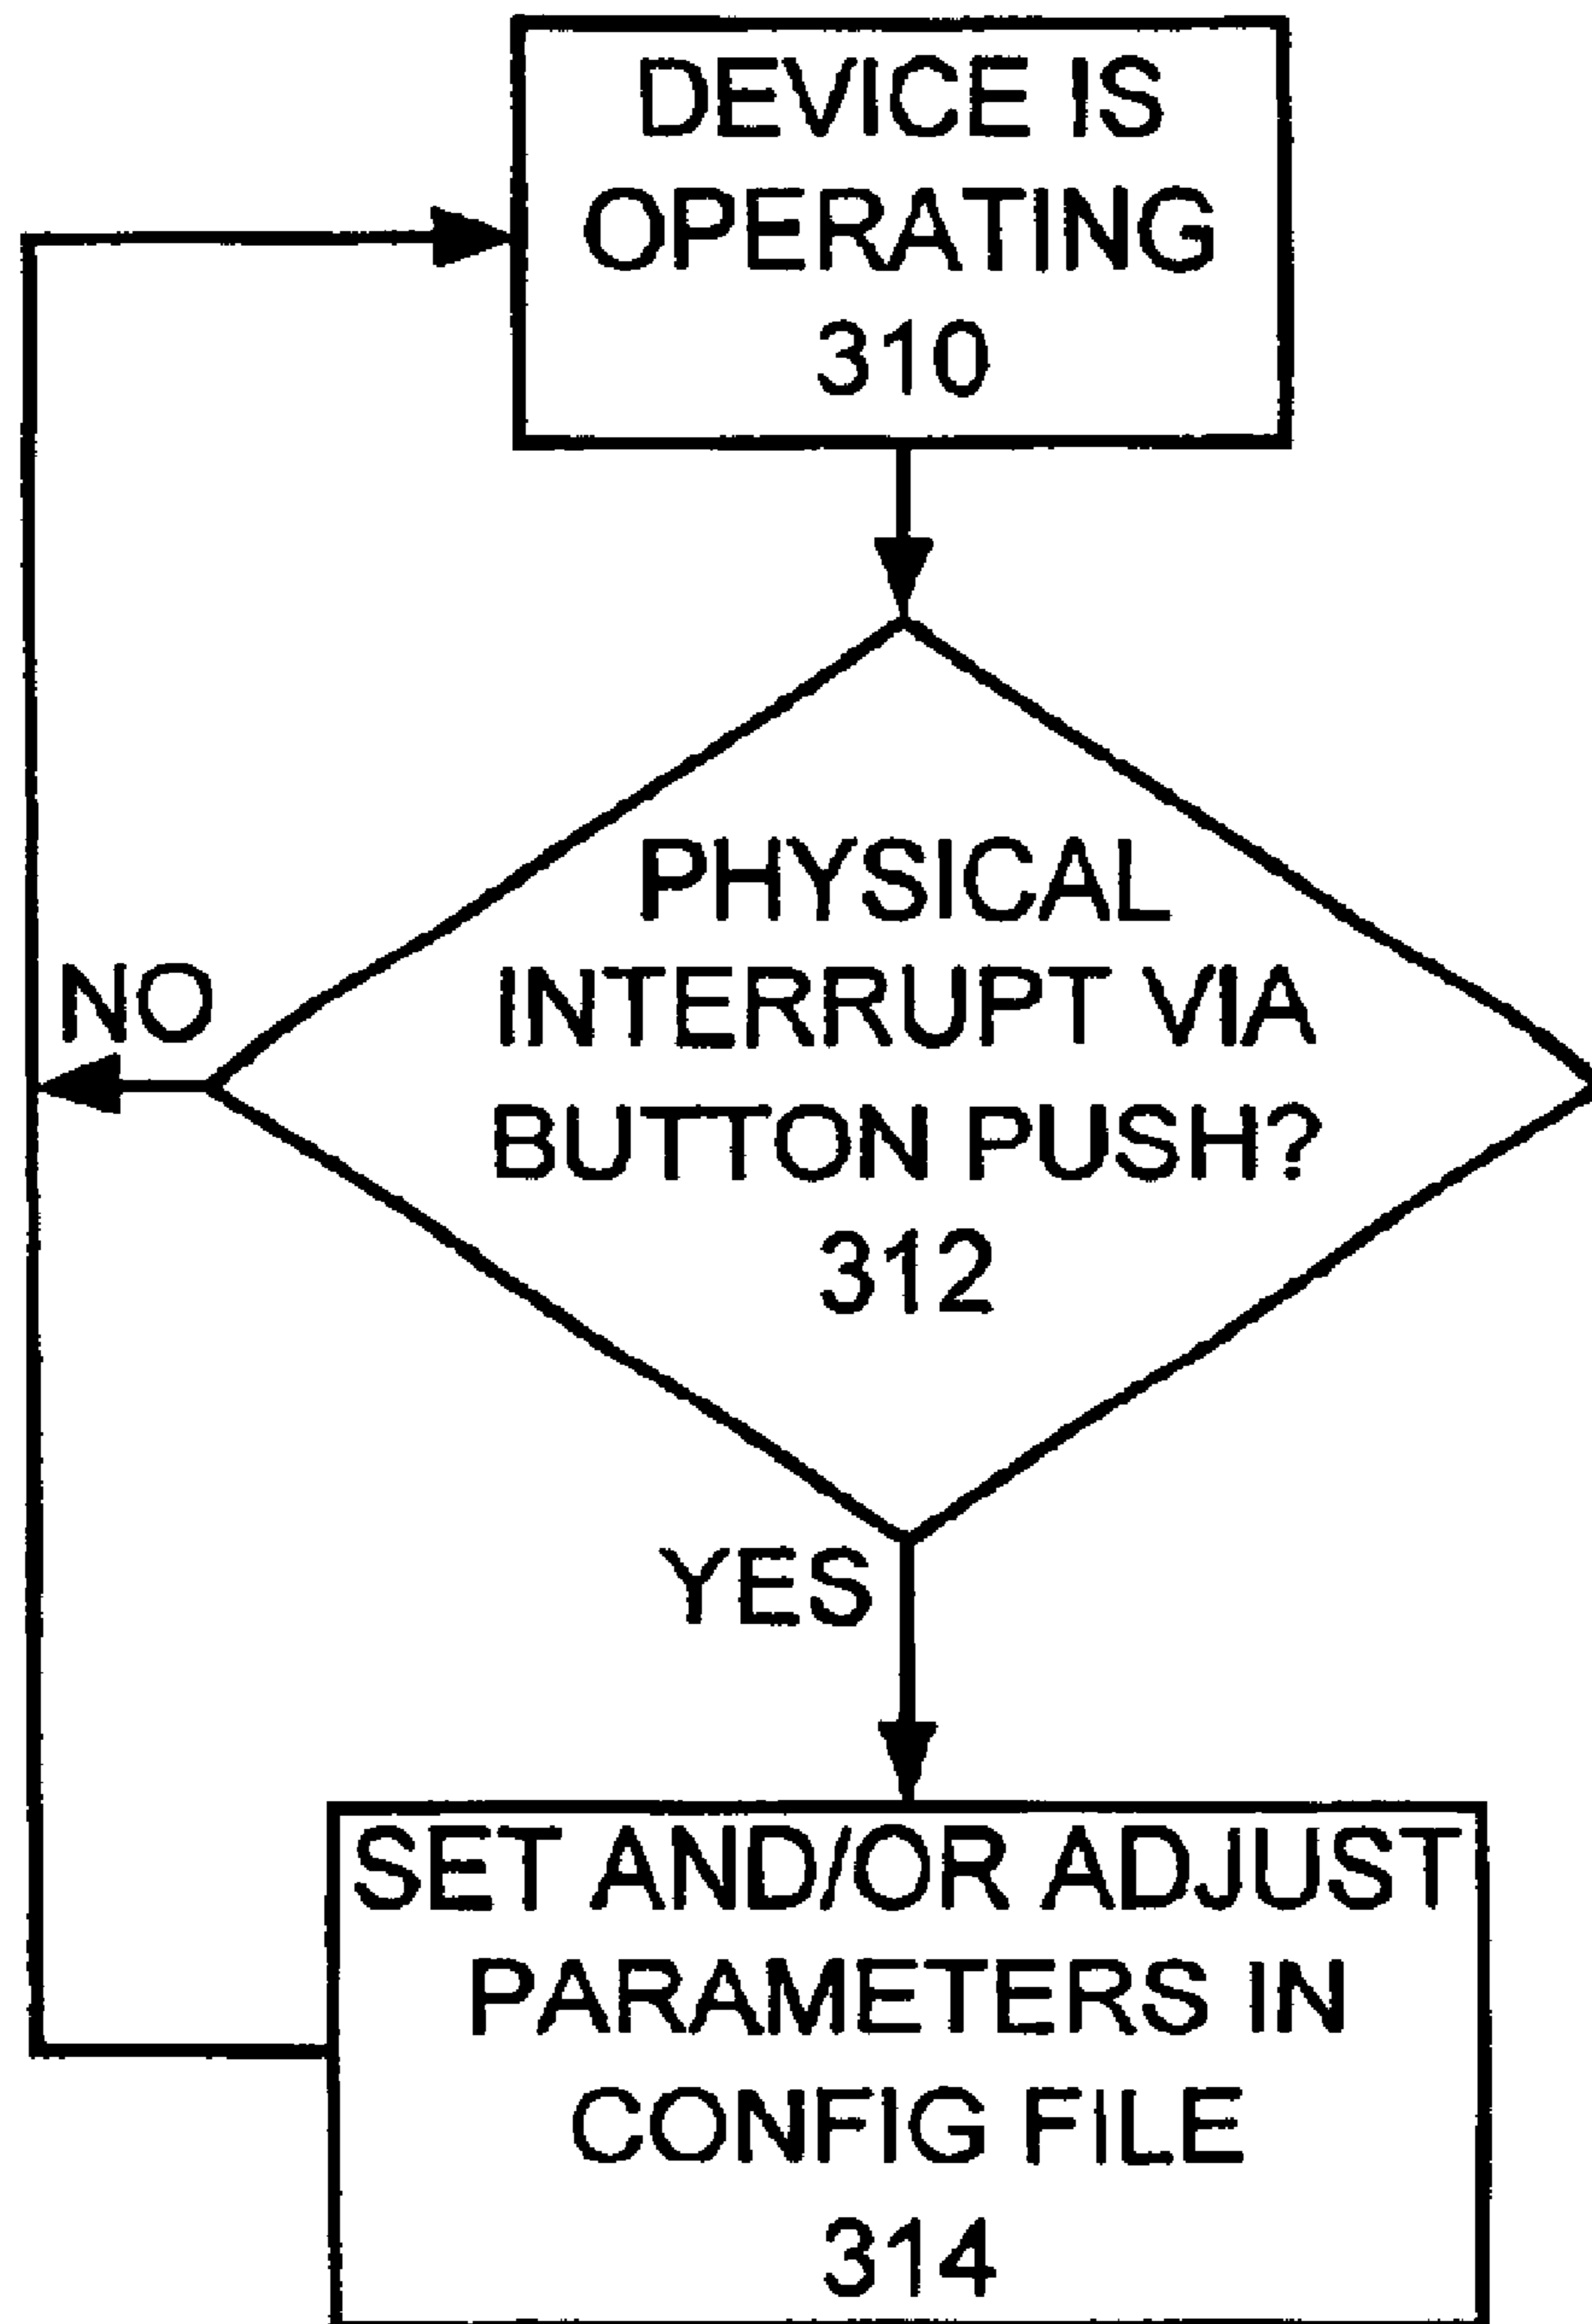 DEVICE IS
OPERATING
310
PHYSICAL
INTERRUPT VIA
BUTTON PUSH?
312
NO
YES
SET AND/OR ADJUST
PARAMETERS IN
CONFIG FILE
314